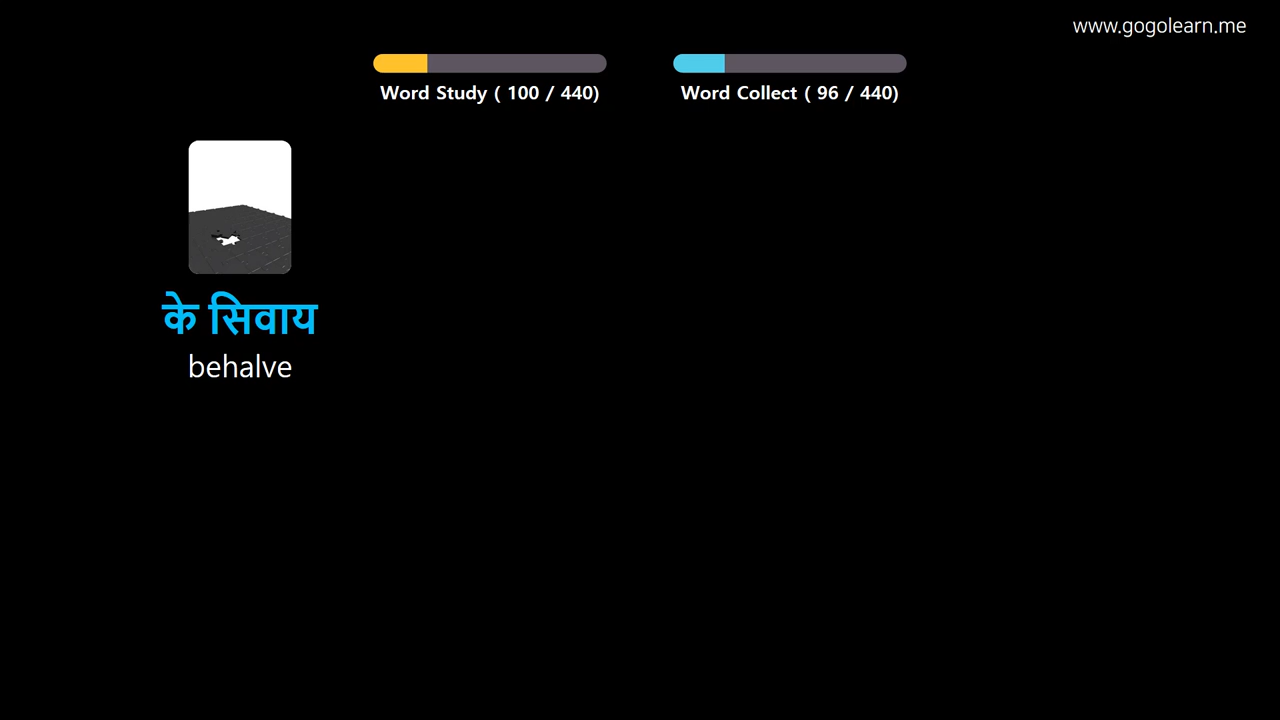 www.gogolearn.me
Word Study ( 100 / 440)
Word Collect ( 96 / 440)
के सिवाय
behalve